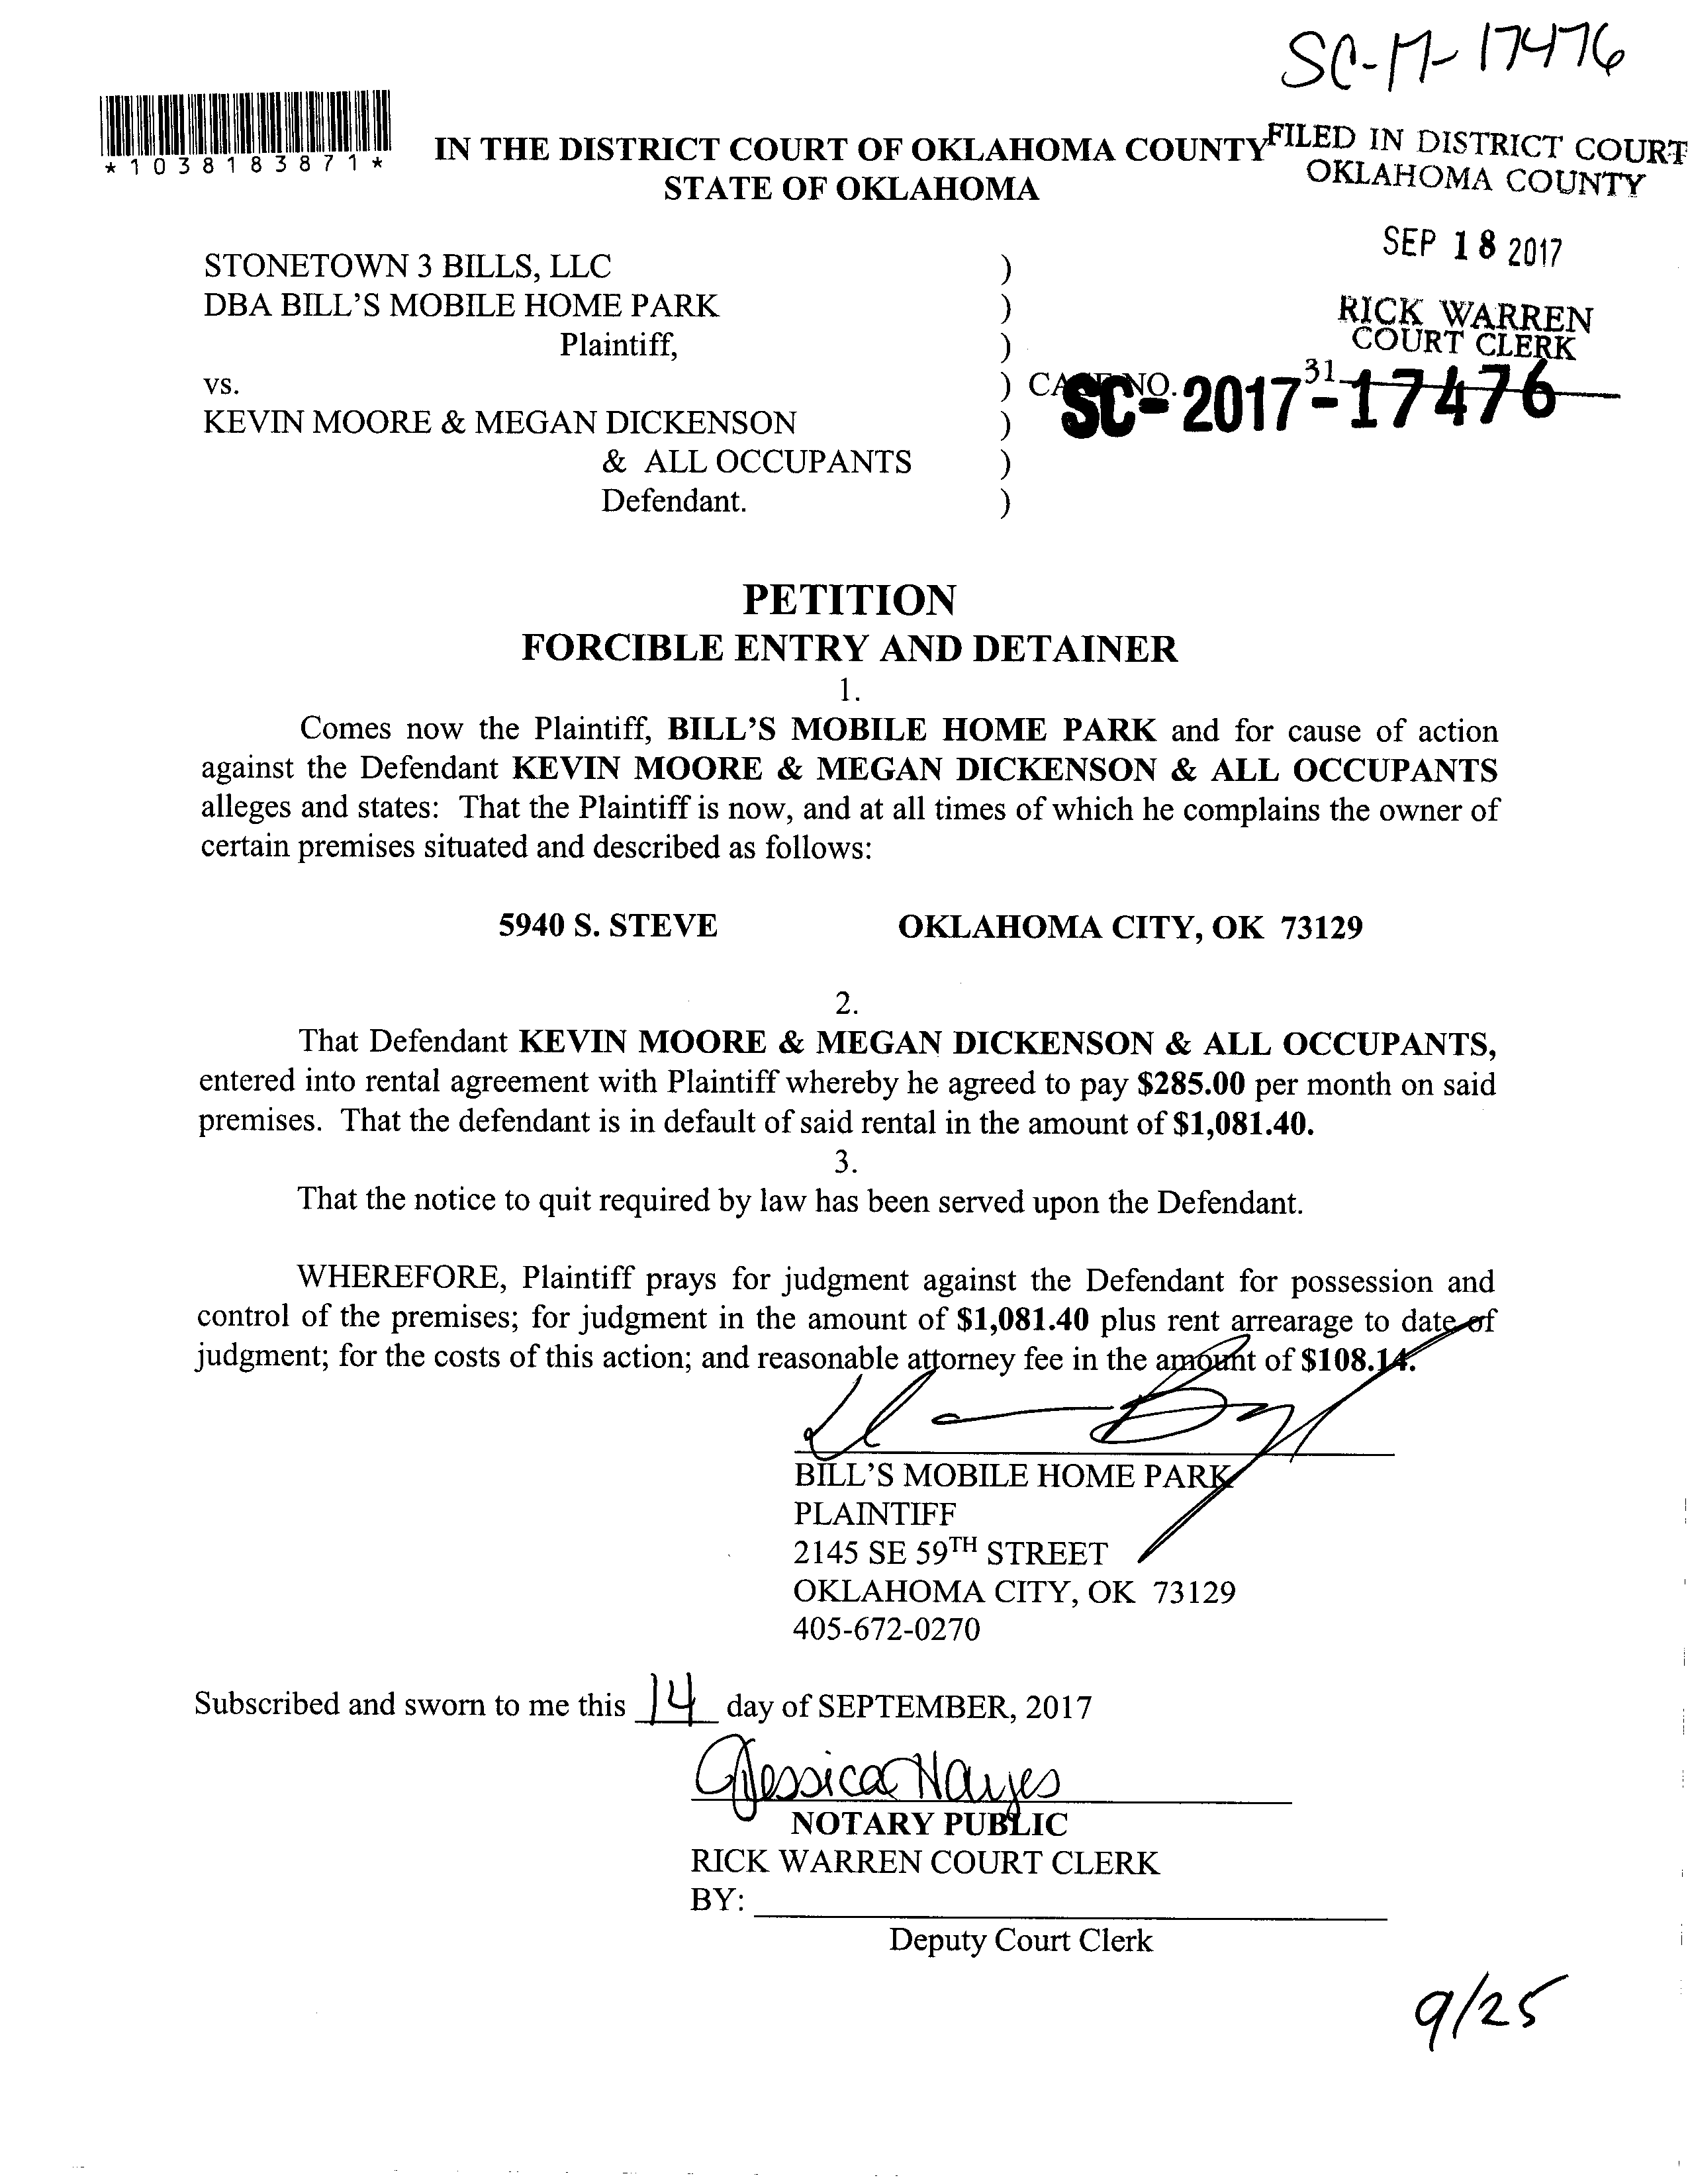 SC-17-17476
*1038183871*
IN THE DISTRICT COURT OF OKLAHOMA COUNTY
STATE OF OKLAHOMA
FILED IN DISTRICT COURT
OKLAHOMA COUNTY
SEP 18 2017
RICK WARREN
COURT CLERK
31
STONETOWN 3 BILLS, LLC )
DBA BILL'S MOBILE HOME PARK )
Plaintiff, )
vs. ) CASE NO. SC-2017-17476
KEVIN MOORE & MEGAN DICKENSON )
& ALL OCCUPANTS )
Defendant. )
PETITION
FORCIBLE ENTRY AND DETAINER
1.
Comes now the Plaintiff, BILL'S MOBILE HOME PARK and for cause of action
against the Defendant KEVIN MOORE & MEGAN DICKENSON & ALL OCCUPANTS
alleges and states: That the Plaintiff is now, and at all times of which he complains the owner of
certain premises situated and described as follows:
5940 S. STEVE OKLAHOMA CITY, OK 73129
2.
That Defendant KEVIN MOORE & MEGAN DICKENSON & ALL OCCUPANTS,
entered into rental agreement with Plaintiff whereby he agreed to pay $285.00 per month on said
premises. That the defendant is in default of said rental in the amount of $1,081.40.
3.
That the notice to quit required by law has been served upon the Defendant.
WHEREFORE, Plaintiff prays for judgment against the Defendant for possession and
control of the premises; for judgment in the amount of $1,081.40 plus rent arrearage to date of
judgment; for the costs of this action; and reasonable attorney fee in the amount of $108.14.
BILL'S MOBILE HOME PARK
PLAINTIFF
2145 SE 59TH STREET
OKLAHOMA CITY, OK 73129
405-672-0270
Subscribed and sworn to me this 14 day of SEPTEMBER, 2017
Jessica Hayes
NOTARY PUBLIC
RICK WARREN COURT CLERK
BY:
Deputy Court Clerk
9/25